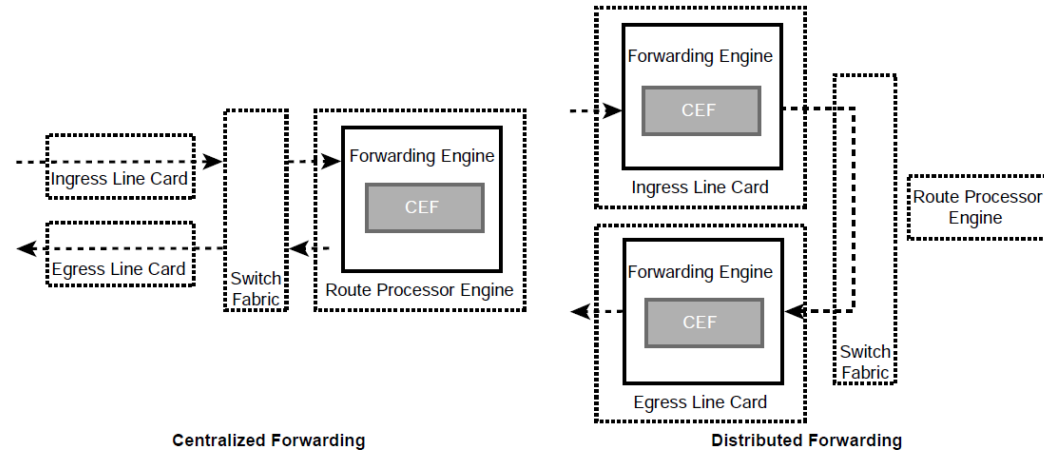 Forwarding Engine
CEF
Ingress Line Card
Egress Line Card
Switch
Fabric
Route Processor Engine
Centralized Forwarding
Forwarding Engine
CEF
Ingress Line Card
Forwarding Engine
CEF
Egress Line Card
Switch
Fabric
Route Processor
Engine
Distributed Forwarding